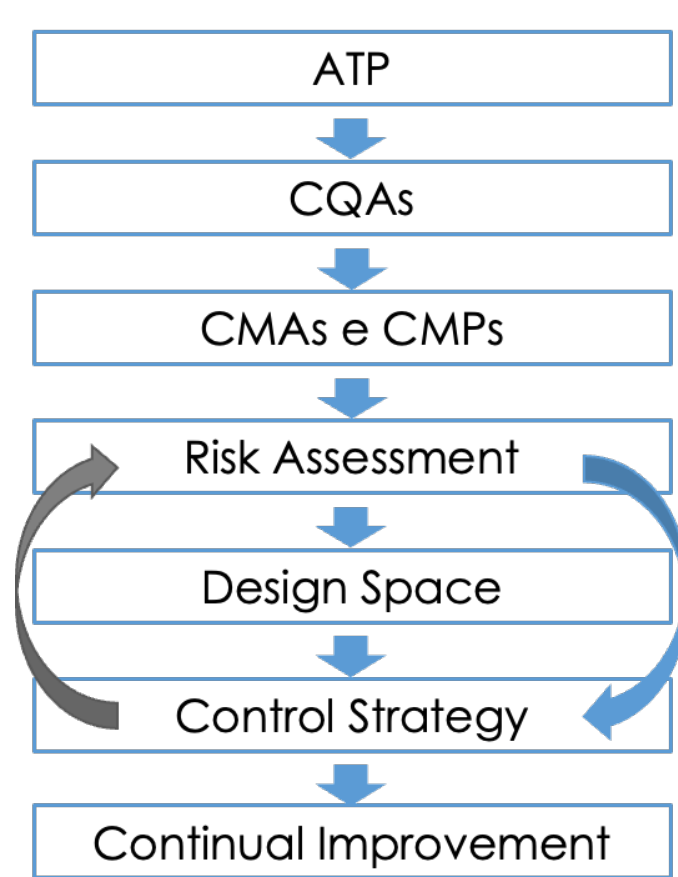 ATP
CQAs
CMAs e CMPs
Risk Assessment
Design Space
Control Strategy
Continual Improvement